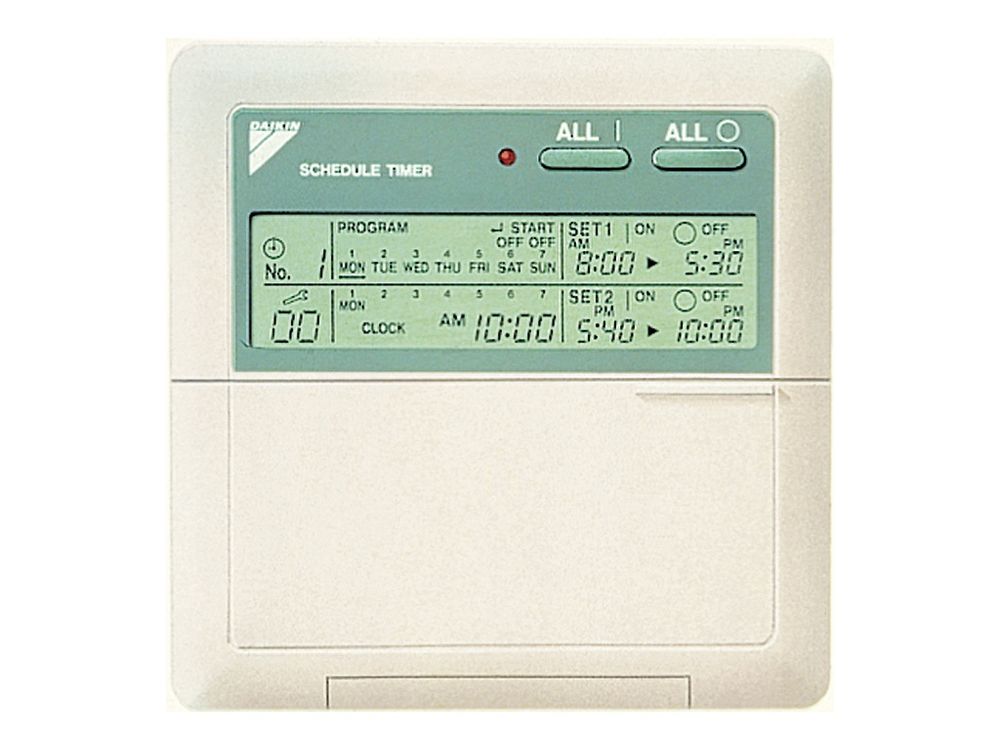 DAIKIN
SCHEDULE TIMER
ALL | ALL ○
PROGRAM ↵ START
OFF OFF
1 2 3 4 5 6 7
MON TUE WED THU FRI SAT SUN
No. 1
SET1 | ON ○ OFF
AM PM
8:00 ▶ 5:30
1 2 3 4 5 6 7
MON
00 CLOCK AM 10:00
SET2 | ON ○ OFF
PM PM
5:40 ▶ 10:00